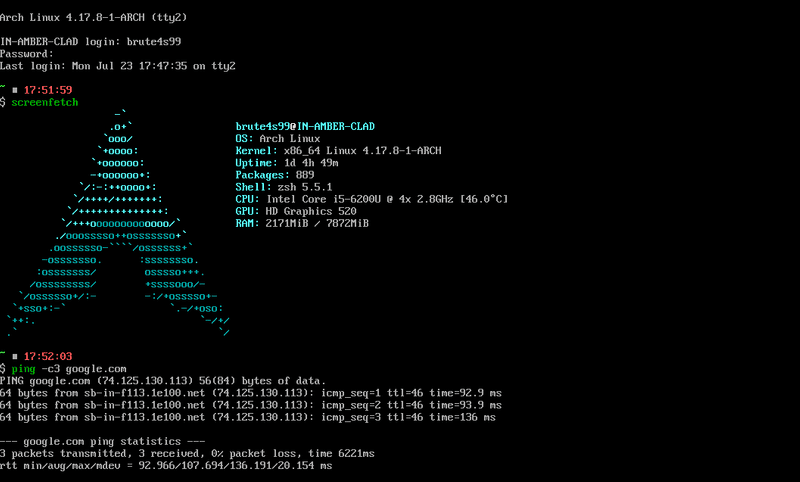 Arch Linux 4.17.8-1-ARCH (tty2)
IN-AMBER-CLAD login: brute4s99
Password:
Last login: Mon Jul 23 17:47:35 on tty2
~ ■ 17:51:59
$ screenfetch
brute4s99@IN-AMBER-CLAD
OS: Arch Linux
Kernel: x86_64 Linux 4.17.8-1-ARCH
Uptime: 1d 4h 49m
Packages: 889
Shell: zsh 5.5.1
CPU: Intel Core i5-6200U @ 4x 2.8GHz [46.0°C]
GPU: HD Graphics 520
RAM: 2171MiB / 7872MiB
~ ■ 17:52:03
$ ping -c3 google.com
PING google.com (74.125.130.113) 56(84) bytes of data.
64 bytes from sb-in-f113.1e100.net (74.125.130.113): icmp_seq=1 ttl=46 time=92.9 ms
64 bytes from sb-in-f113.1e100.net (74.125.130.113): icmp_seq=2 ttl=46 time=93.9 ms
64 bytes from sb-in-f113.1e100.net (74.125.130.113): icmp_seq=3 ttl=46 time=136 ms
--- google.com ping statistics ---
3 packets transmitted, 3 received, 0% packet loss, time 6221ms
rtt min/avg/max/mdev = 92.966/107.694/136.191/20.154 ms